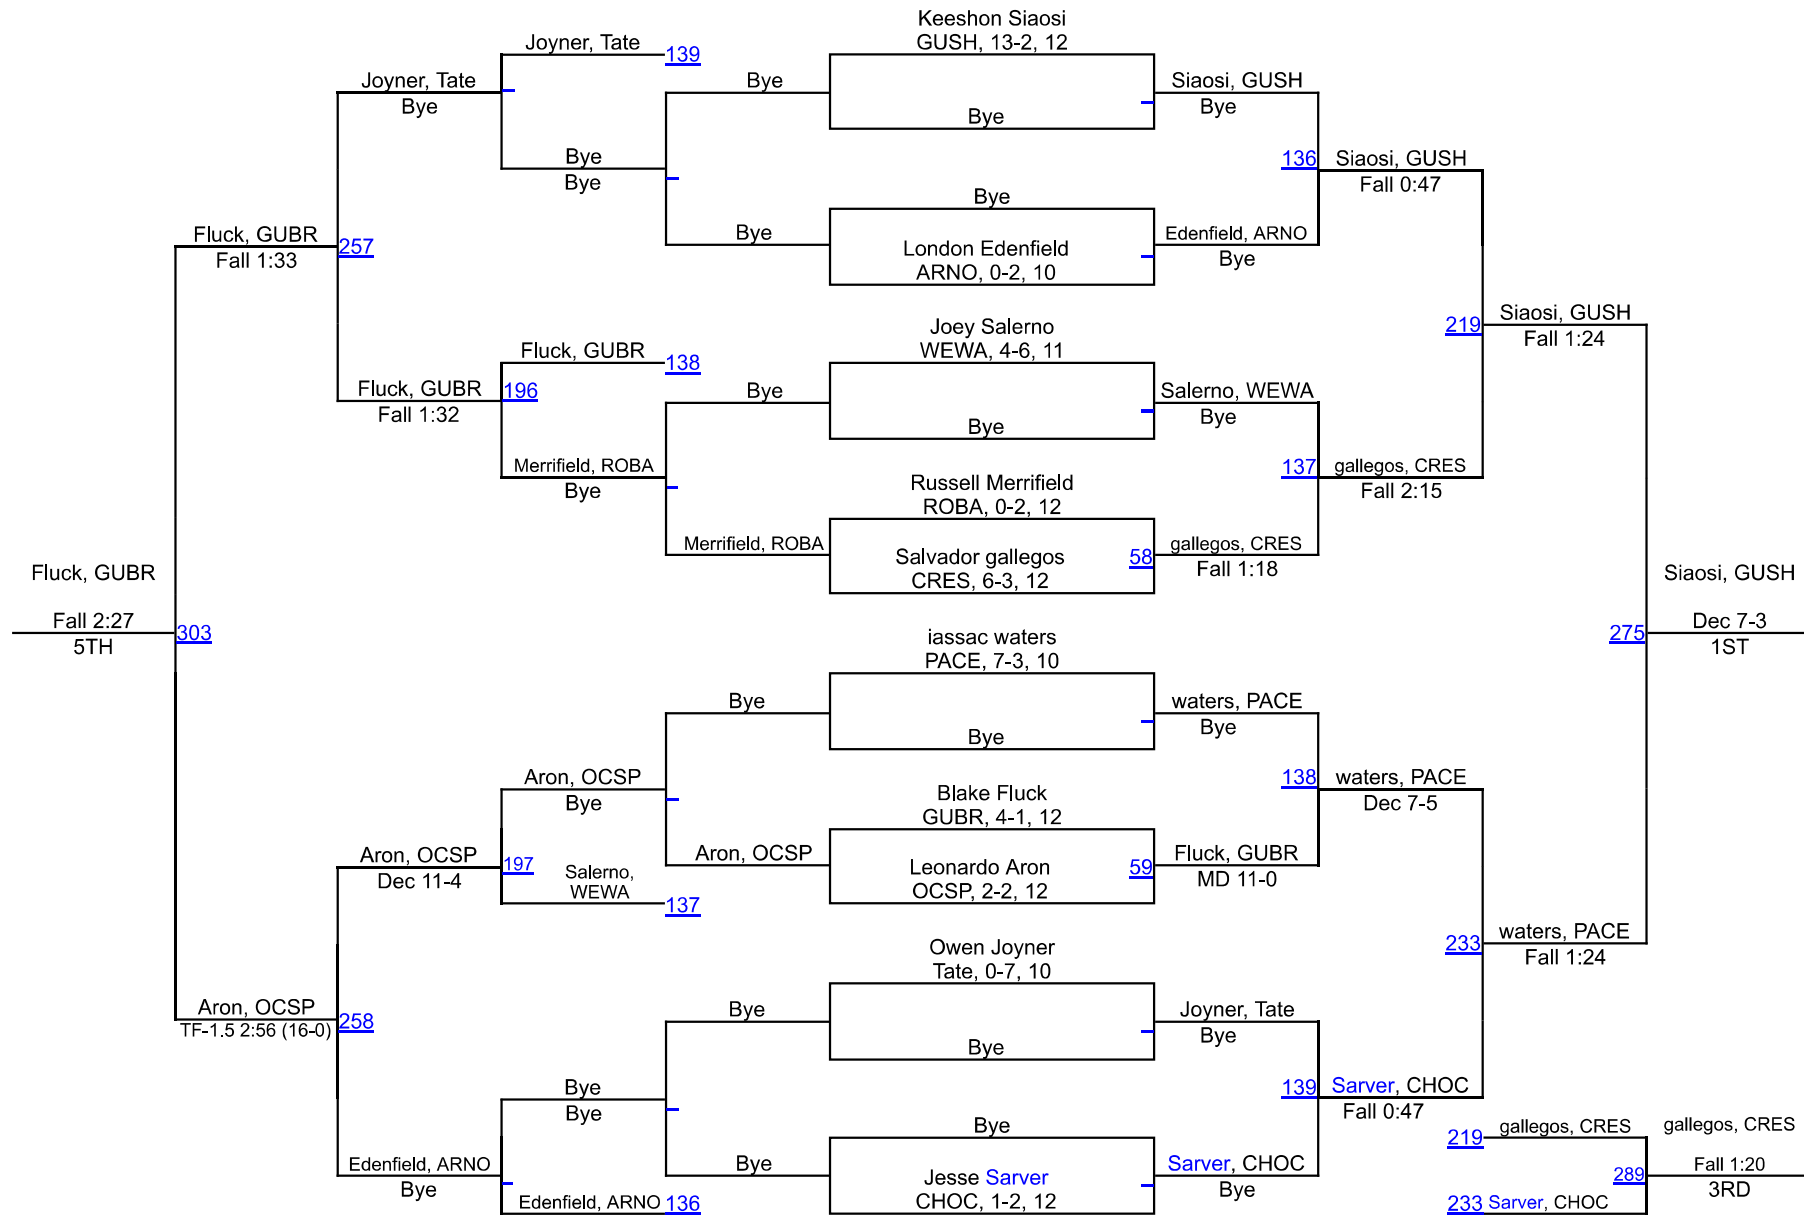 Keeshon Siaosi
GUSH, 13-2, 12
Joyner, Tate
139
Joyner, Tate
Bye
Bye
Siaosi, GUSH
Bye
Bye
Bye
Bye
136
Siaosi, GUSH
Fall 0:47
Bye
Bye
London Edenfield
ARNO, 0-2, 10
Edenfield, ARNO
Bye
Fluck, GUBR
Fall 1:33
257
Joey Salerno
WEWA, 4-6, 11
219
Siaosi, GUSH
Fall 1:24
Fluck, GUBR
138
Fluck, GUBR
Fall 1:32
196
Bye
Salerno, WEWA
Bye
Bye
Merrifield, ROBA
Bye
137
gallegos, CRES
Fall 2:15
Russell Merrifield
ROBA, 0-2, 12
Merrifield, ROBA
Salvador gallegos
CRES, 6-3, 12
58
gallegos, CRES
Fall 1:18
Fluck, GUBR
Fall 2:27
5TH
303
Siaosi, GUSH
275
Dec 7-3
1ST
iassac waters
PACE, 7-3, 10
Bye
waters, PACE
Bye
Bye
Aron, OCSP
Bye
138
waters, PACE
Dec 7-5
Blake Fluck
GUBR, 4-1, 12
Aron, OCSP
Dec 11-4
197
Aron, OCSP
Leonardo Aron
OCSP, 2-2, 12
59
Fluck, GUBR
MD 11-0
Salerno,
WEWA
137
Owen Joyner
Tate, 0-7, 10
233
waters, PACE
Fall 1:24
Aron, OCSP
TF-1.5 2:56 (16-0)
258
Bye
Joyner, Tate
Bye
Bye
Bye
Bye
139
Sarver, CHOC
Fall 0:47
Bye
Edenfield, ARNO
Bye
Bye
Jesse Sarver
CHOC, 1-2, 12
Sarver, CHOC
Bye
Edenfield, ARNO
136
219
gallegos, CRES
gallegos, CRES
289
Fall 1:20
3RD
233
Sarver, CHOC